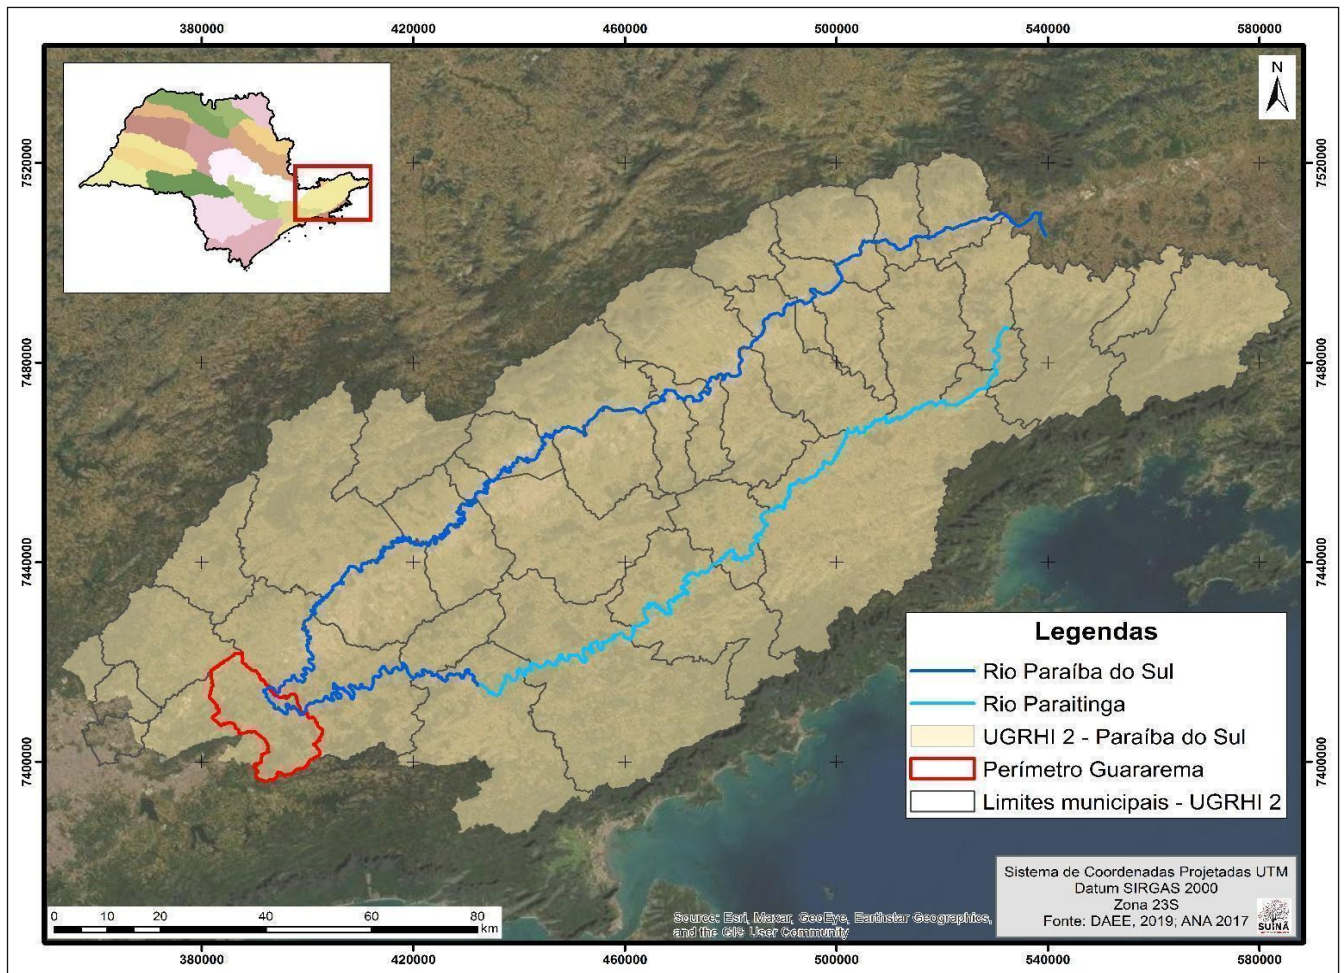 380000 420000 460000 500000 540000 580000
N
7520000 7520000
7480000 7480000
7440000 7440000
7400000 7400000
Legendas
Rio Paraíba do Sul
Rio Paraitinga
UGRHI 2 - Paraíba do Sul
Perímetro Guararema
Limites municipais - UGRHI 2
Sistema de Coordenadas Projetadas UTM
Datum SIRGAS 2000
Zona 23S
Fonte: DAEE, 2019; ANA 2017
SUINÃ
0 10 20 40 60 80
km
Source: Esri, Maxar, GeoEye, Earthstar Geographics,
and the GIS User Community
380000 420000 460000 500000 540000 580000